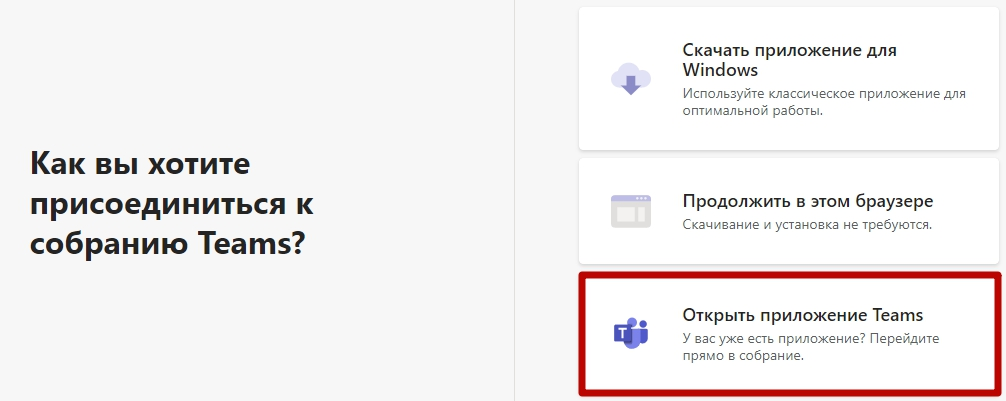 Как вы хотите
присоединиться к
собранию Teams?
Скачать приложение для
Windows
Используйте классическое приложение для
оптимальной работы.
Продолжить в этом браузере
Скачивание и установка не требуются.
Открыть приложение Teams
У вас уже есть приложение? Перейдите
прямо в собрание.